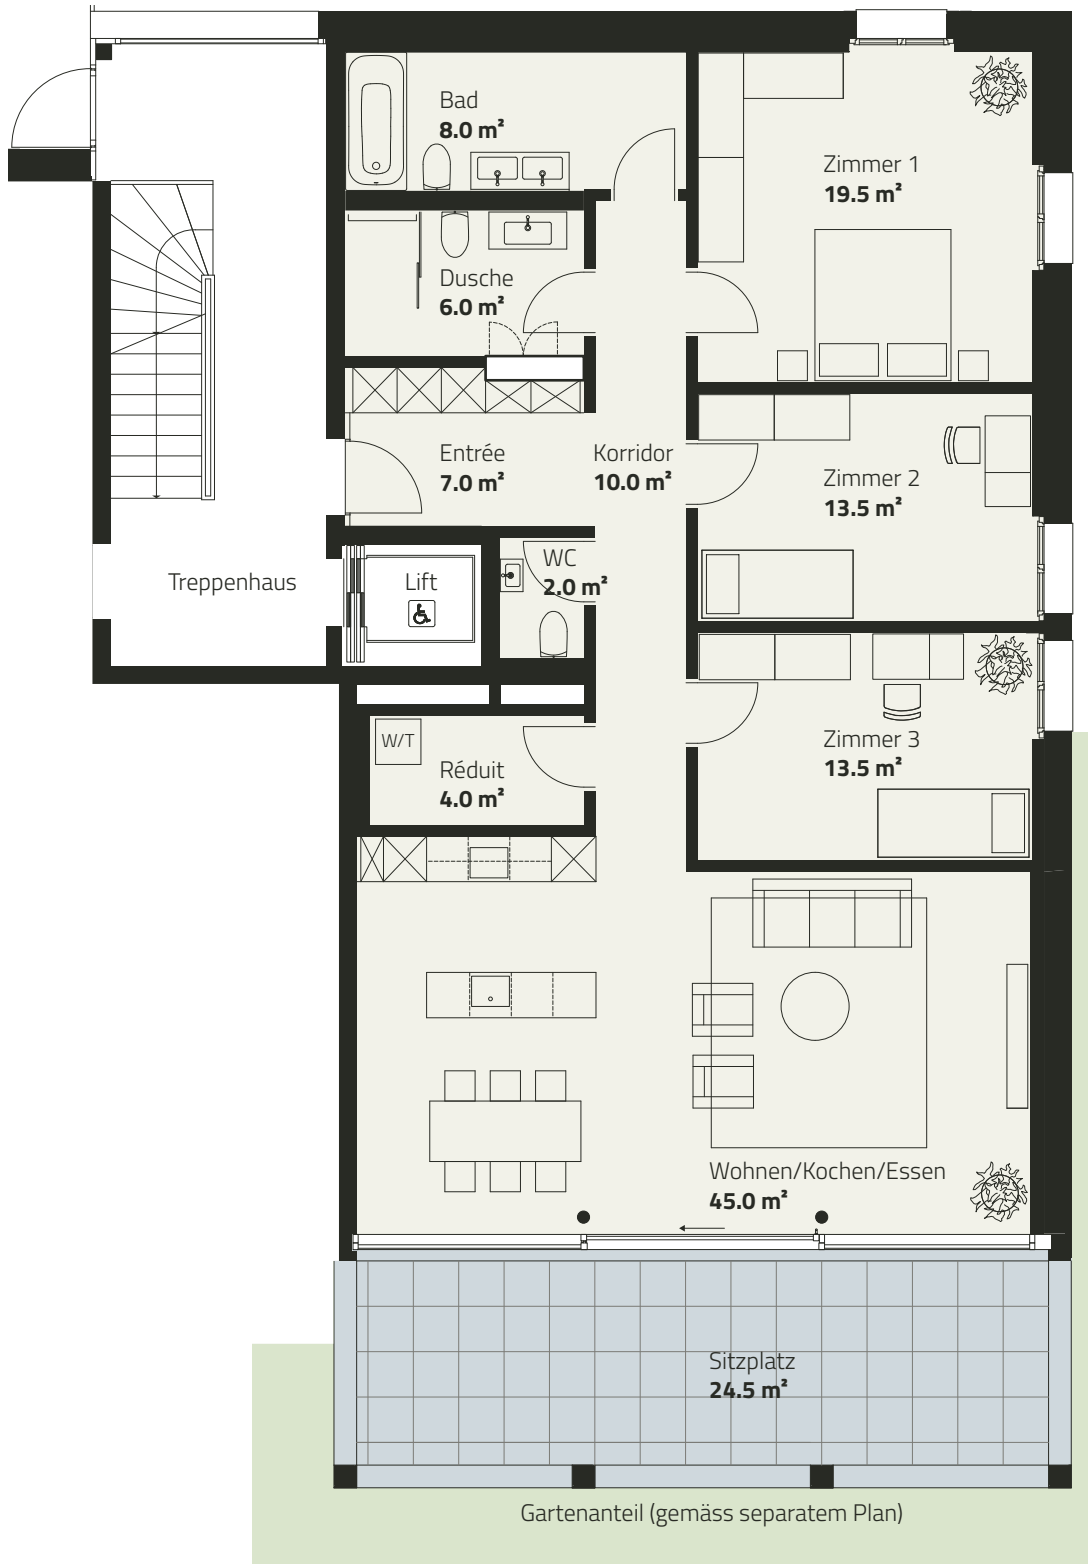 Bad
8.0 m²
Zimmer 1
19.5 m²
Dusche
6.0 m²
Entrée
7.0 m²
Korridor
10.0 m²
Zimmer 2
13.5 m²
Treppenhaus
Lift
WC
2.0 m²
W/T
Réduit
4.0 m²
Zimmer 3
13.5 m²
Wohnen/Kochen/Essen
45.0 m²
Sitzplatz
24.5 m²
Gartenanteil (gemäss separatem Plan)